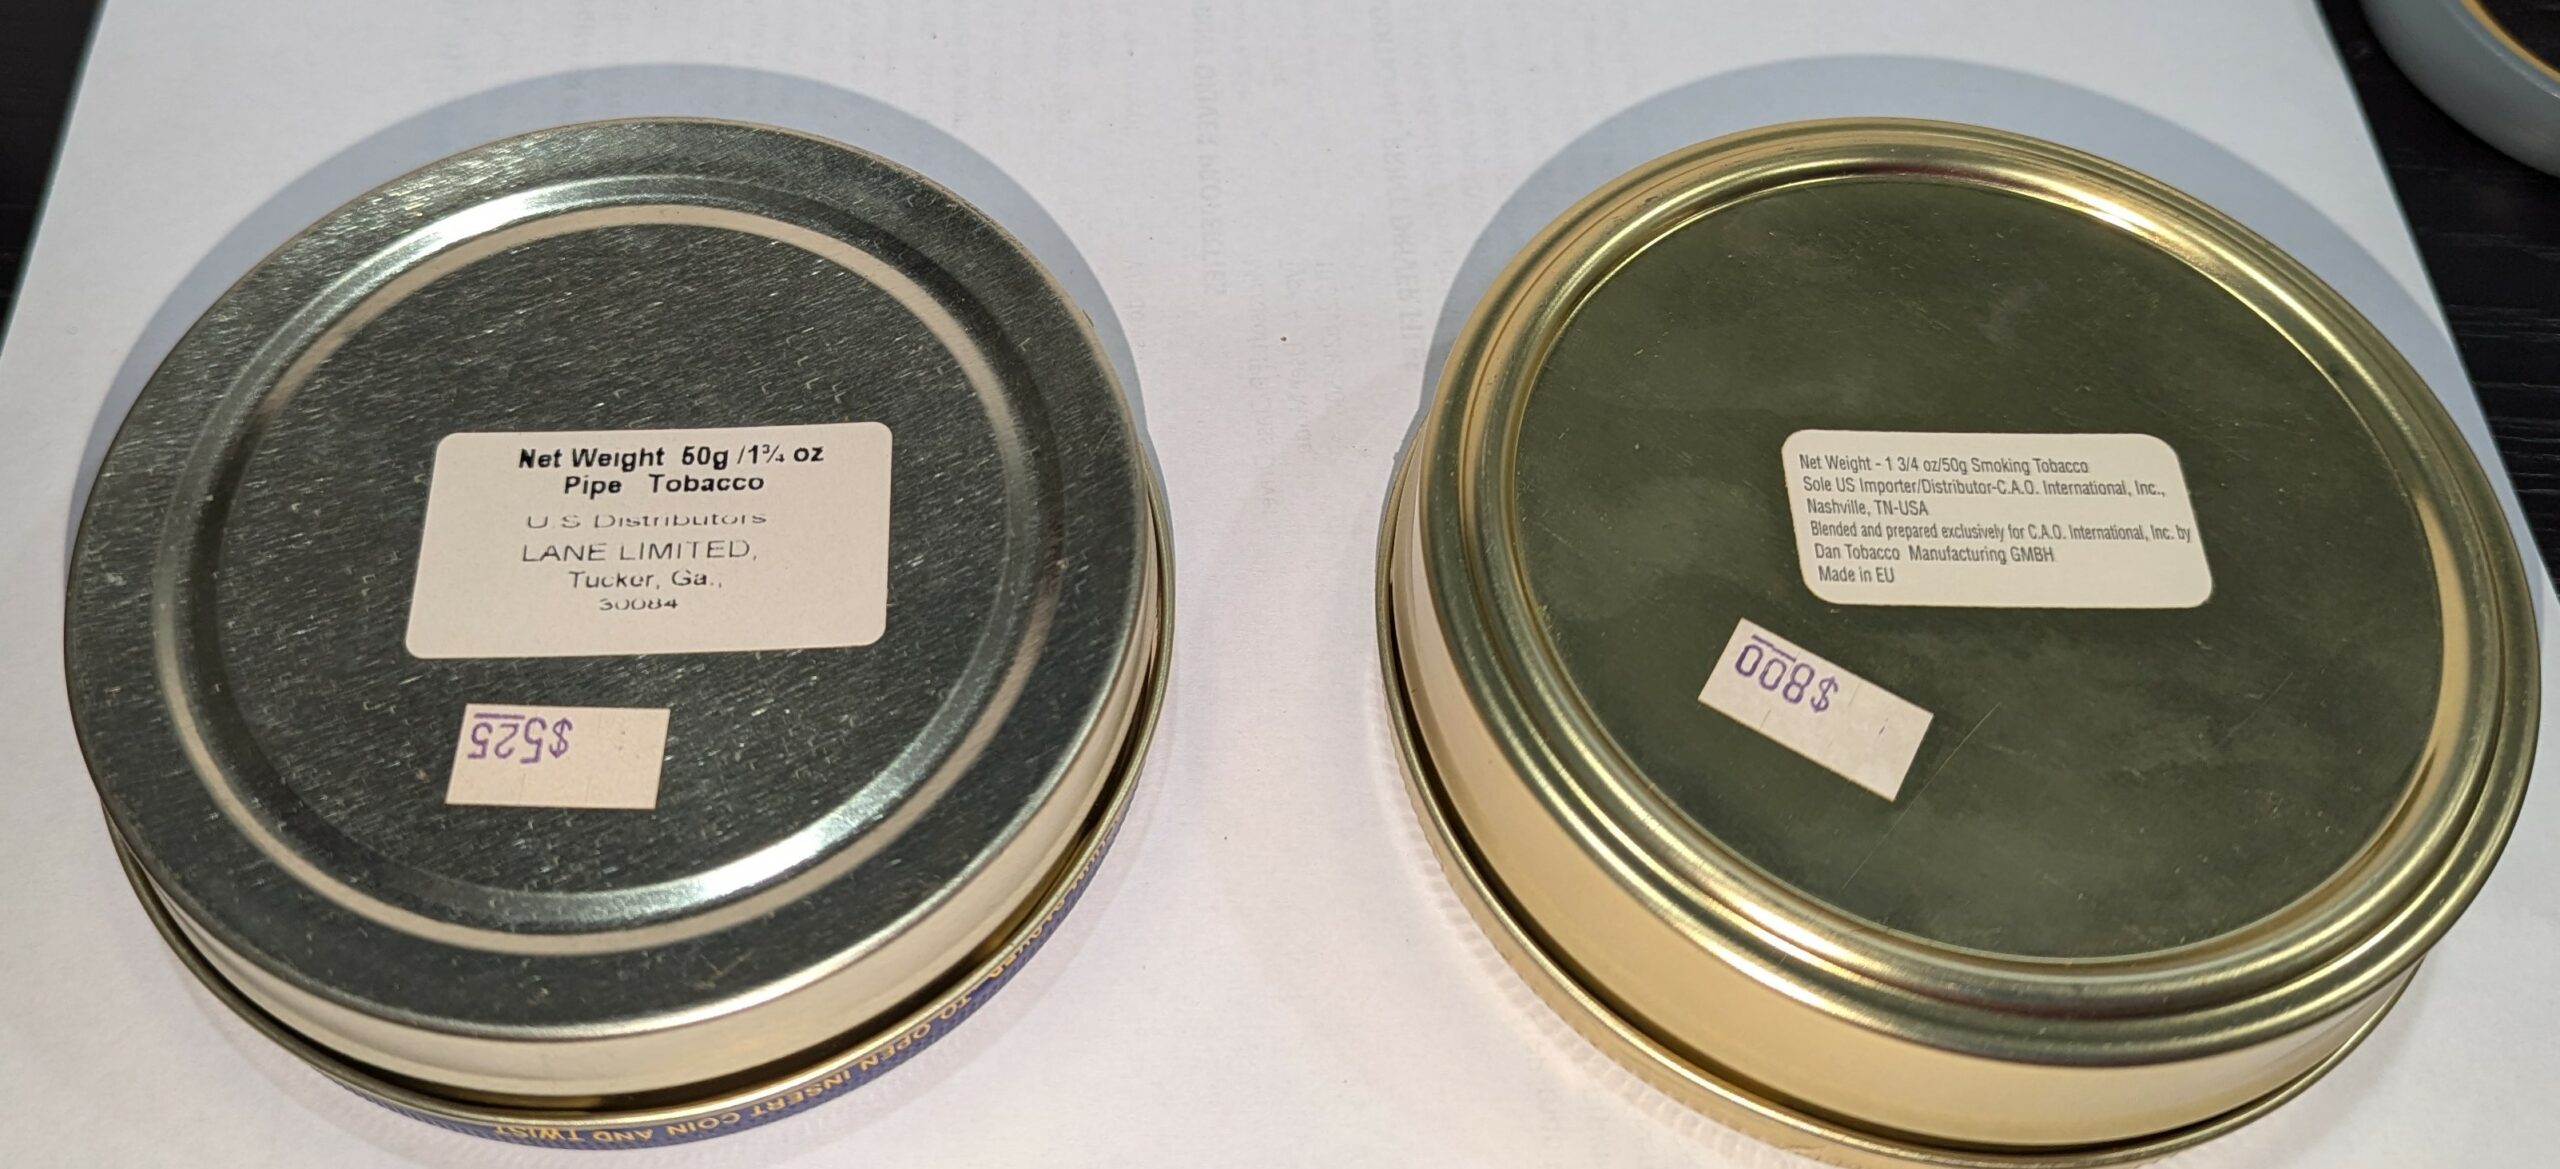 Net Weight 50g /1¾ oz
Pipe Tobacco
U S Distributors
LANE LIMITED,
Tucker, Ga.,
30084
$525
TO OPEN INSERT COIN AND TWIST
Net Weight - 1 3/4 oz/50g Smoking Tobacco
Sole US Importer/Distributor-C.A.O. International, Inc.,
Nashville, TN-USA
Blended and prepared exclusively for C.A.O. International, Inc. by
Dan Tobacco Manufacturing GMBH
Made in EU
$800